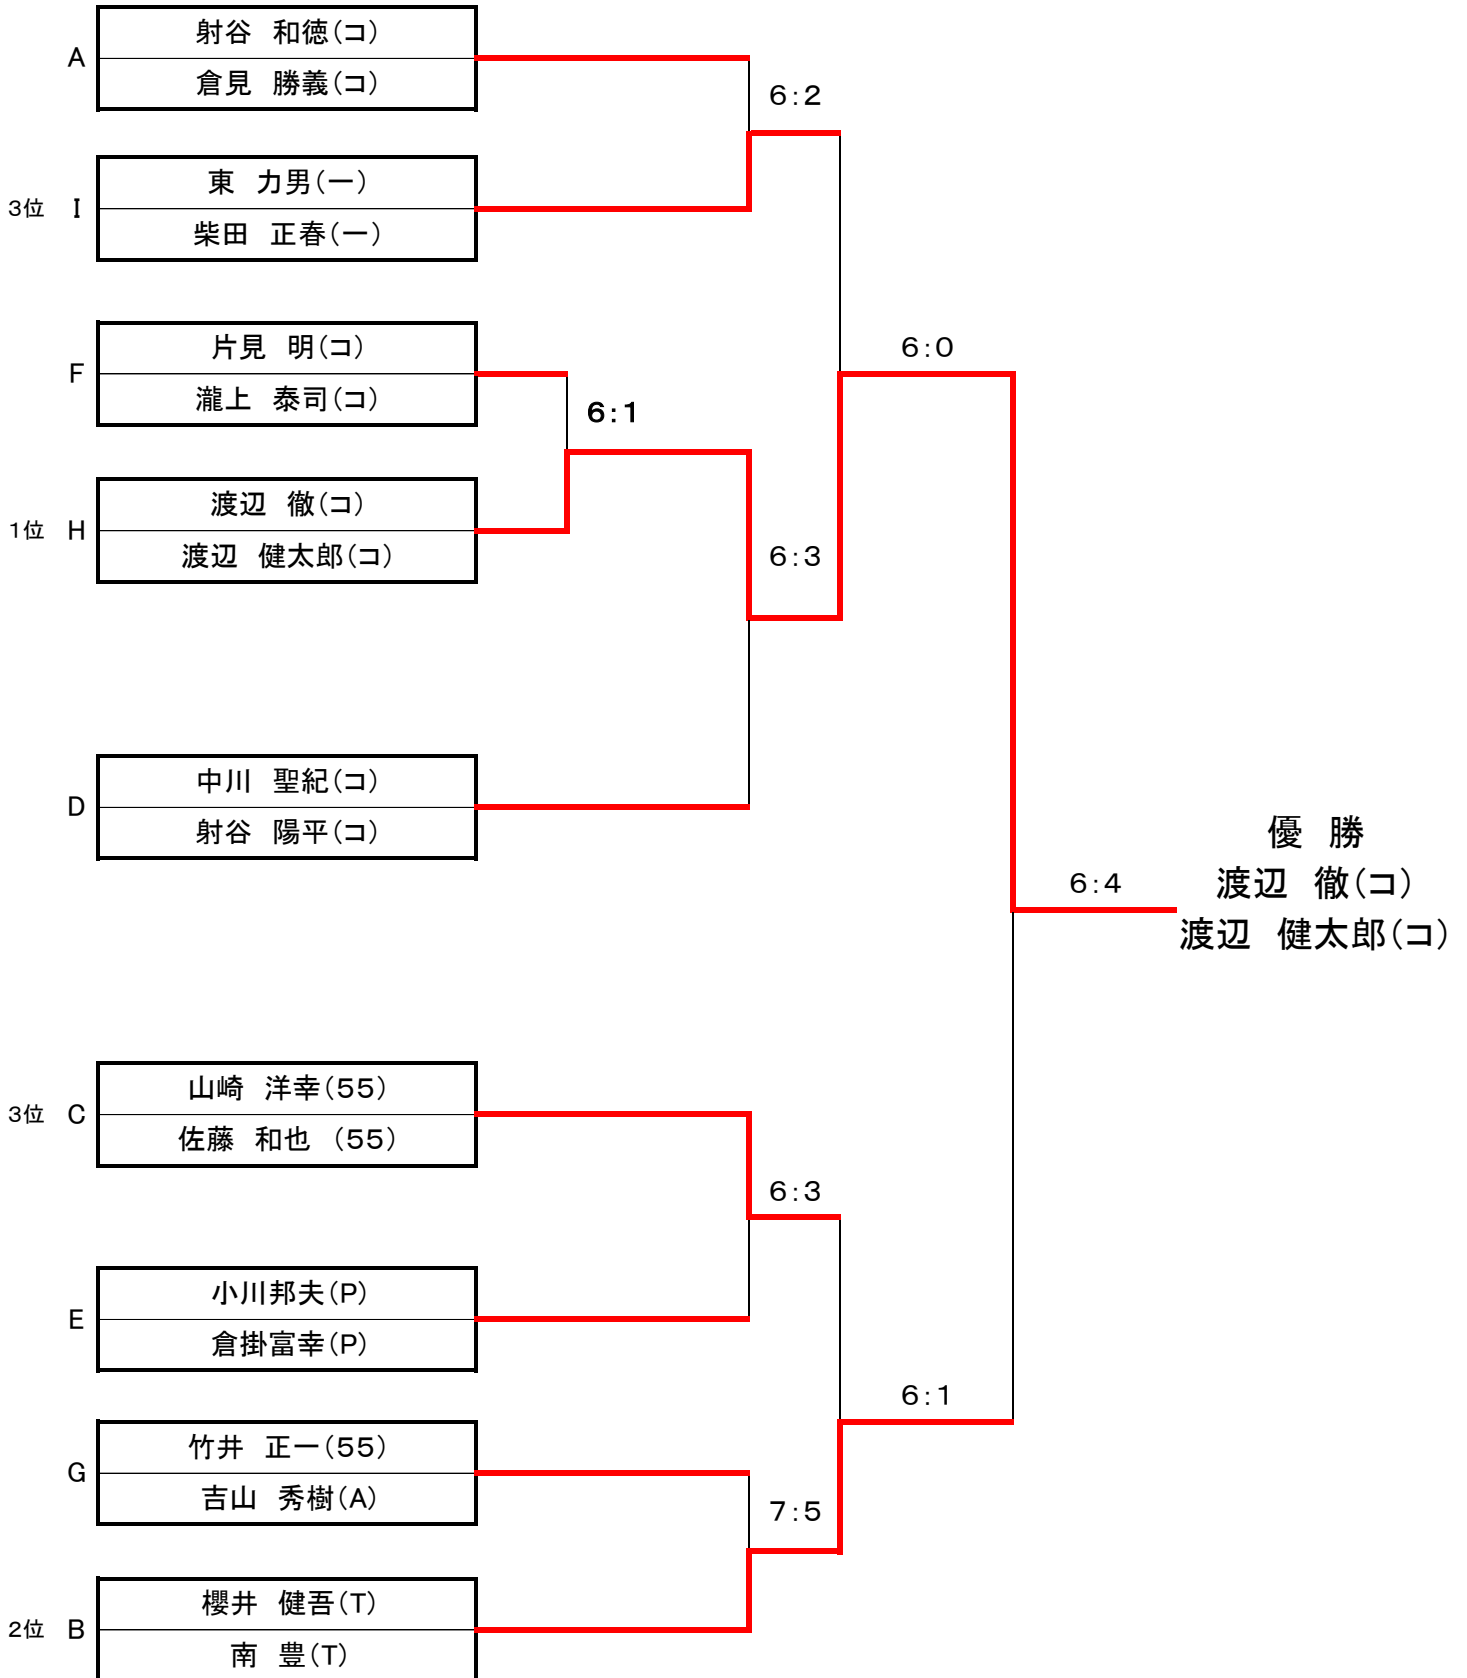 射谷　和徳(コ)
A
倉見　勝義(コ)
6:2
東　力男(一)
3位 I
柴田　正春(一)
片見　明(コ)
6:0
F
瀧上　泰司(コ)
6:1
渡辺　徹(コ)
1位 H
渡辺　健太郎(コ)
6:3
中川　聖紀(コ)
D
射谷　陽平(コ)
優　勝
6:4
渡辺　徹(コ)
渡辺　健太郎(コ)
山崎　洋幸(55)
3位 C
佐藤　和也　(55)
6:3
小川邦夫(P)
E
倉掛富幸(P)
6:1
竹井　正一(55)
G
吉山　秀樹(A)
7:5
櫻井　健吾(T)
2位 B
南　豊(T)